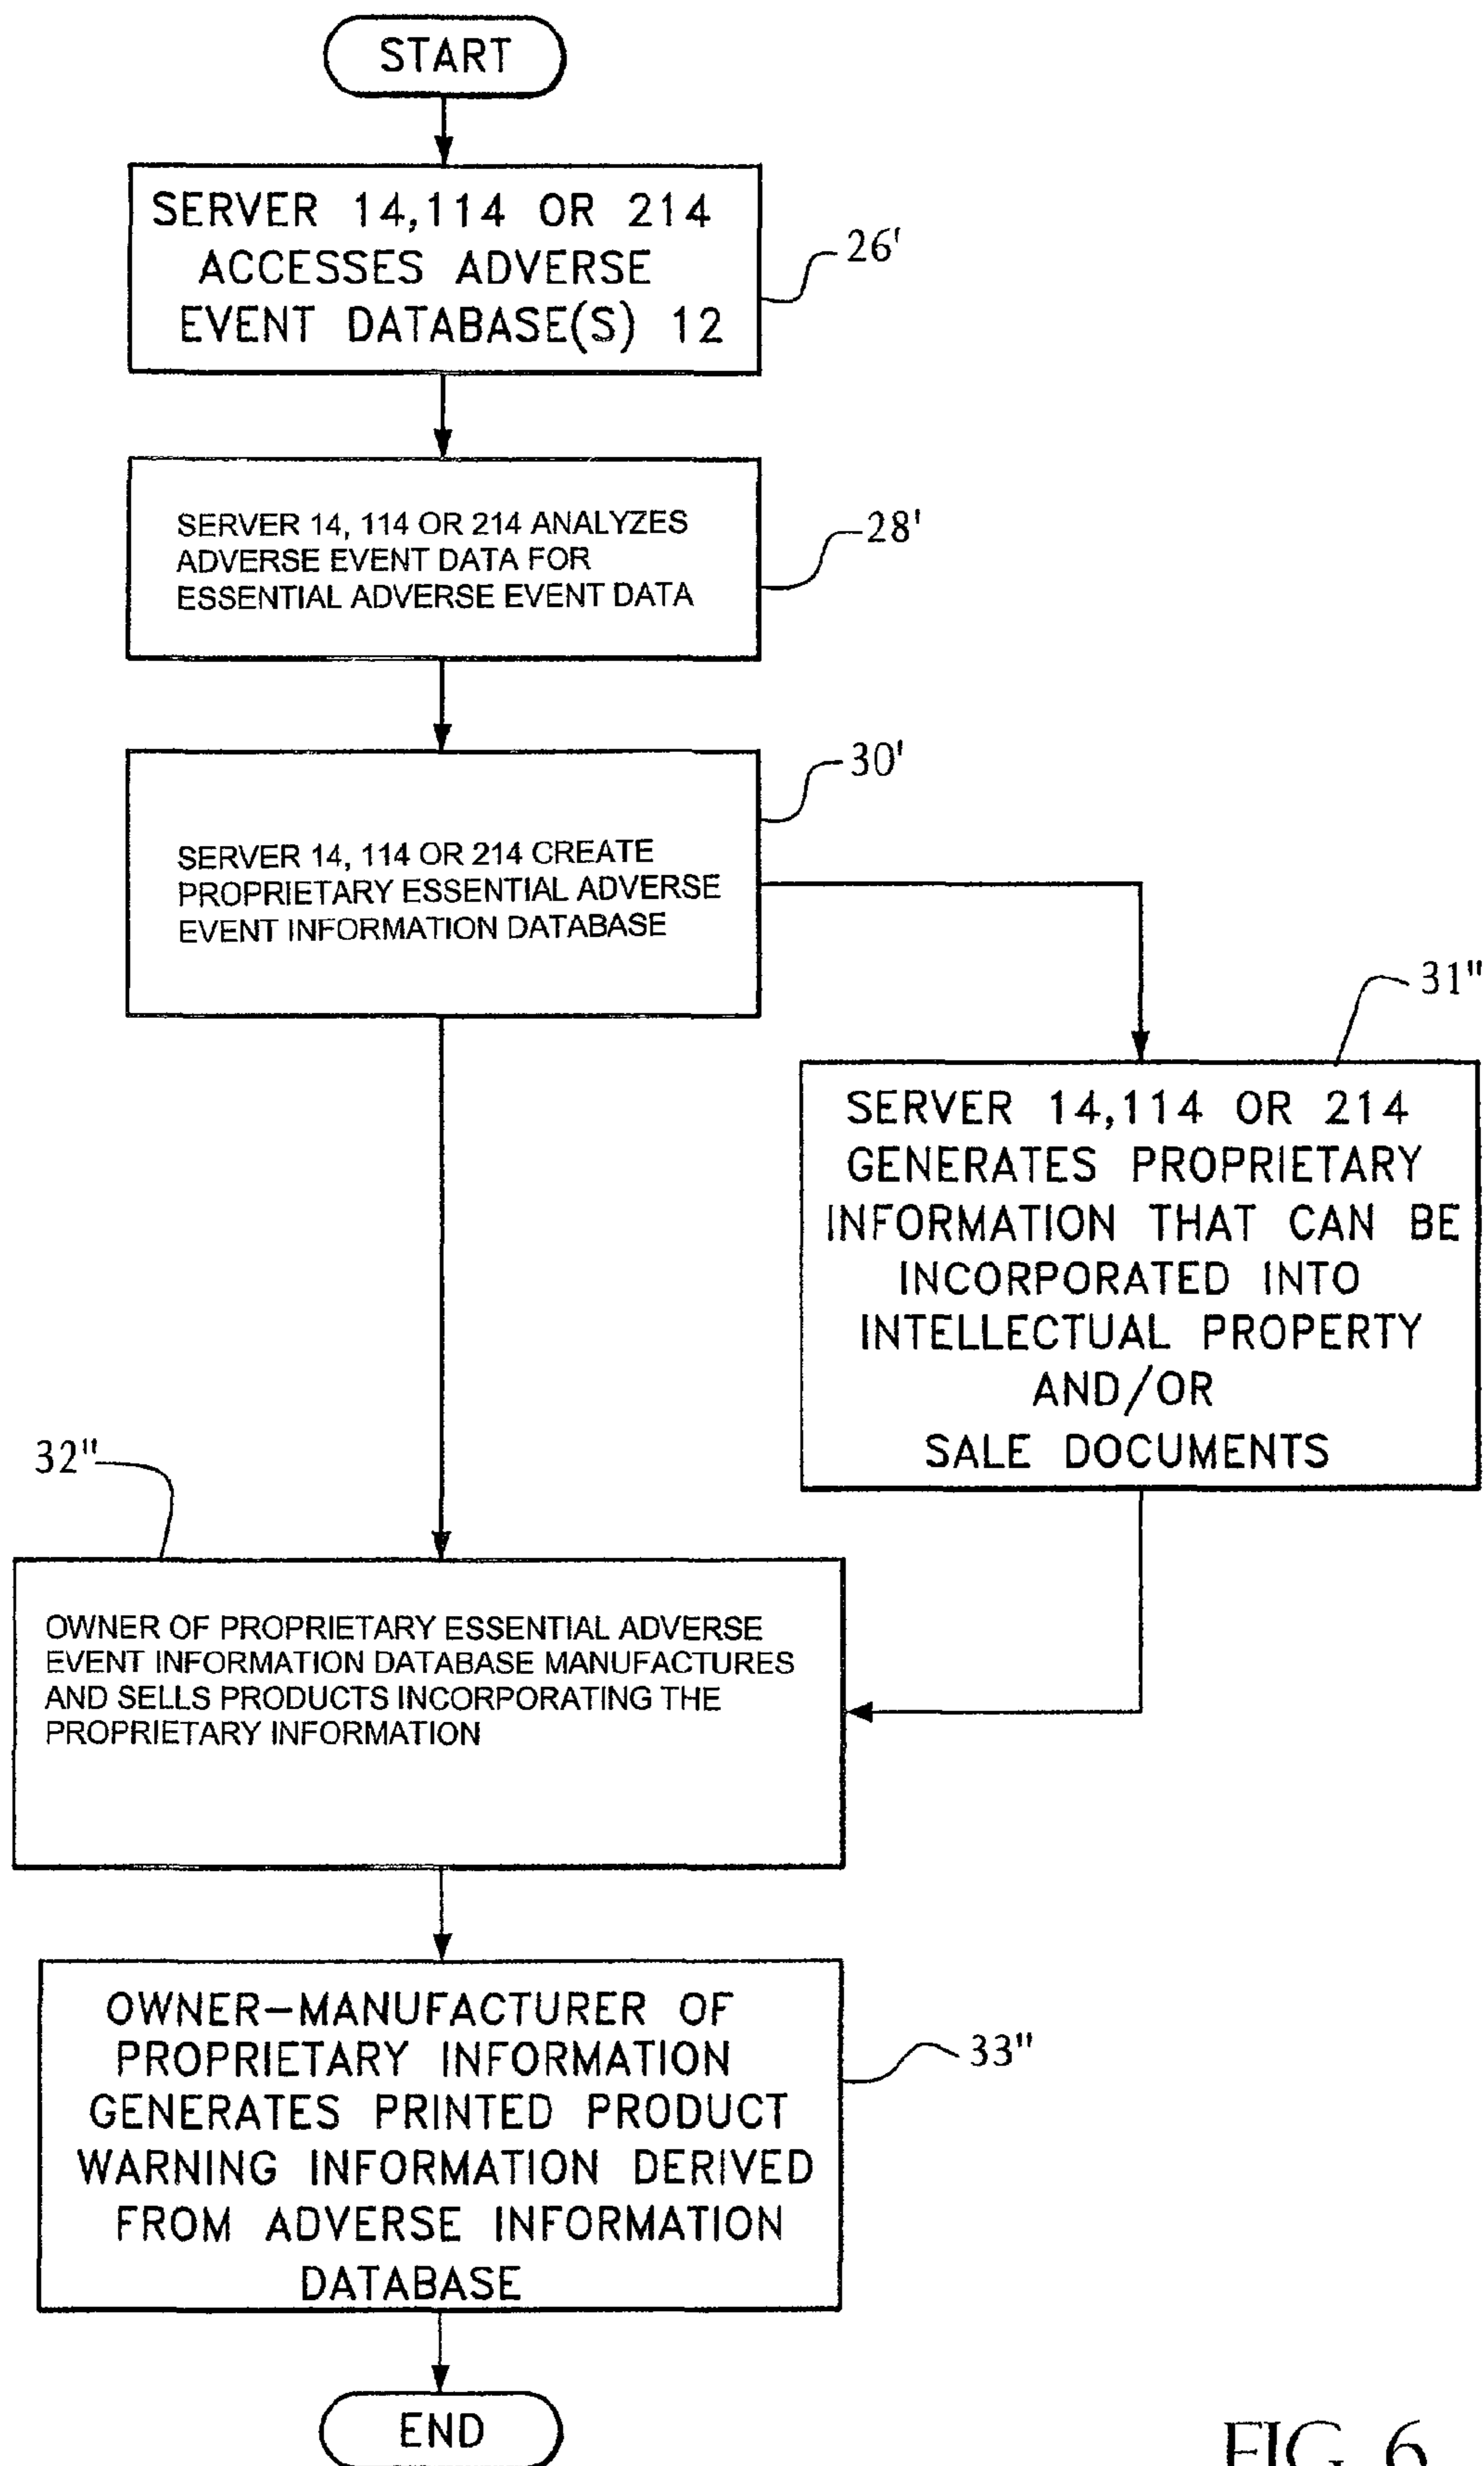 START
SERVER 14,114 OR 214
ACCESSES ADVERSE
EVENT DATABASE(S) 12
26'
SERVER 14, 114 OR 214 ANALYZES
ADVERSE EVENT DATA FOR
ESSENTIAL ADVERSE EVENT DATA
28'
30'
SERVER 14, 114 OR 214 CREATE
PROPRIETARY ESSENTIAL ADVERSE
EVENT INFORMATION DATABASE
31"
SERVER 14,114 OR 214
GENERATES PROPRIETARY
INFORMATION THAT CAN BE
INCORPORATED INTO
INTELLECTUAL PROPERTY
AND/OR
SALE DOCUMENTS
32"
OWNER OF PROPRIETARY ESSENTIAL ADVERSE
EVENT INFORMATION DATABASE MANUFACTURES
AND SELLS PRODUCTS INCORPORATING THE
PROPRIETARY INFORMATION
OWNER-MANUFACTURER OF
PROPRIETARY INFORMATION
GENERATES PRINTED PRODUCT
WARNING INFORMATION DERIVED
FROM ADVERSE INFORMATION
DATABASE
33"
END
FIG. 6